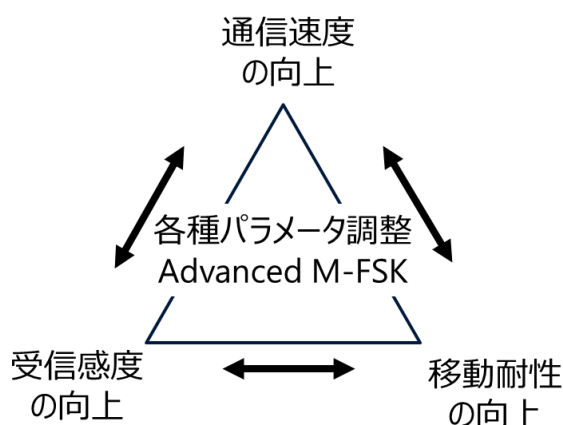 通信速度
の向上
各種パラメータ調整
Advanced M-FSK
受信感度
の向上
移動耐性
の向上